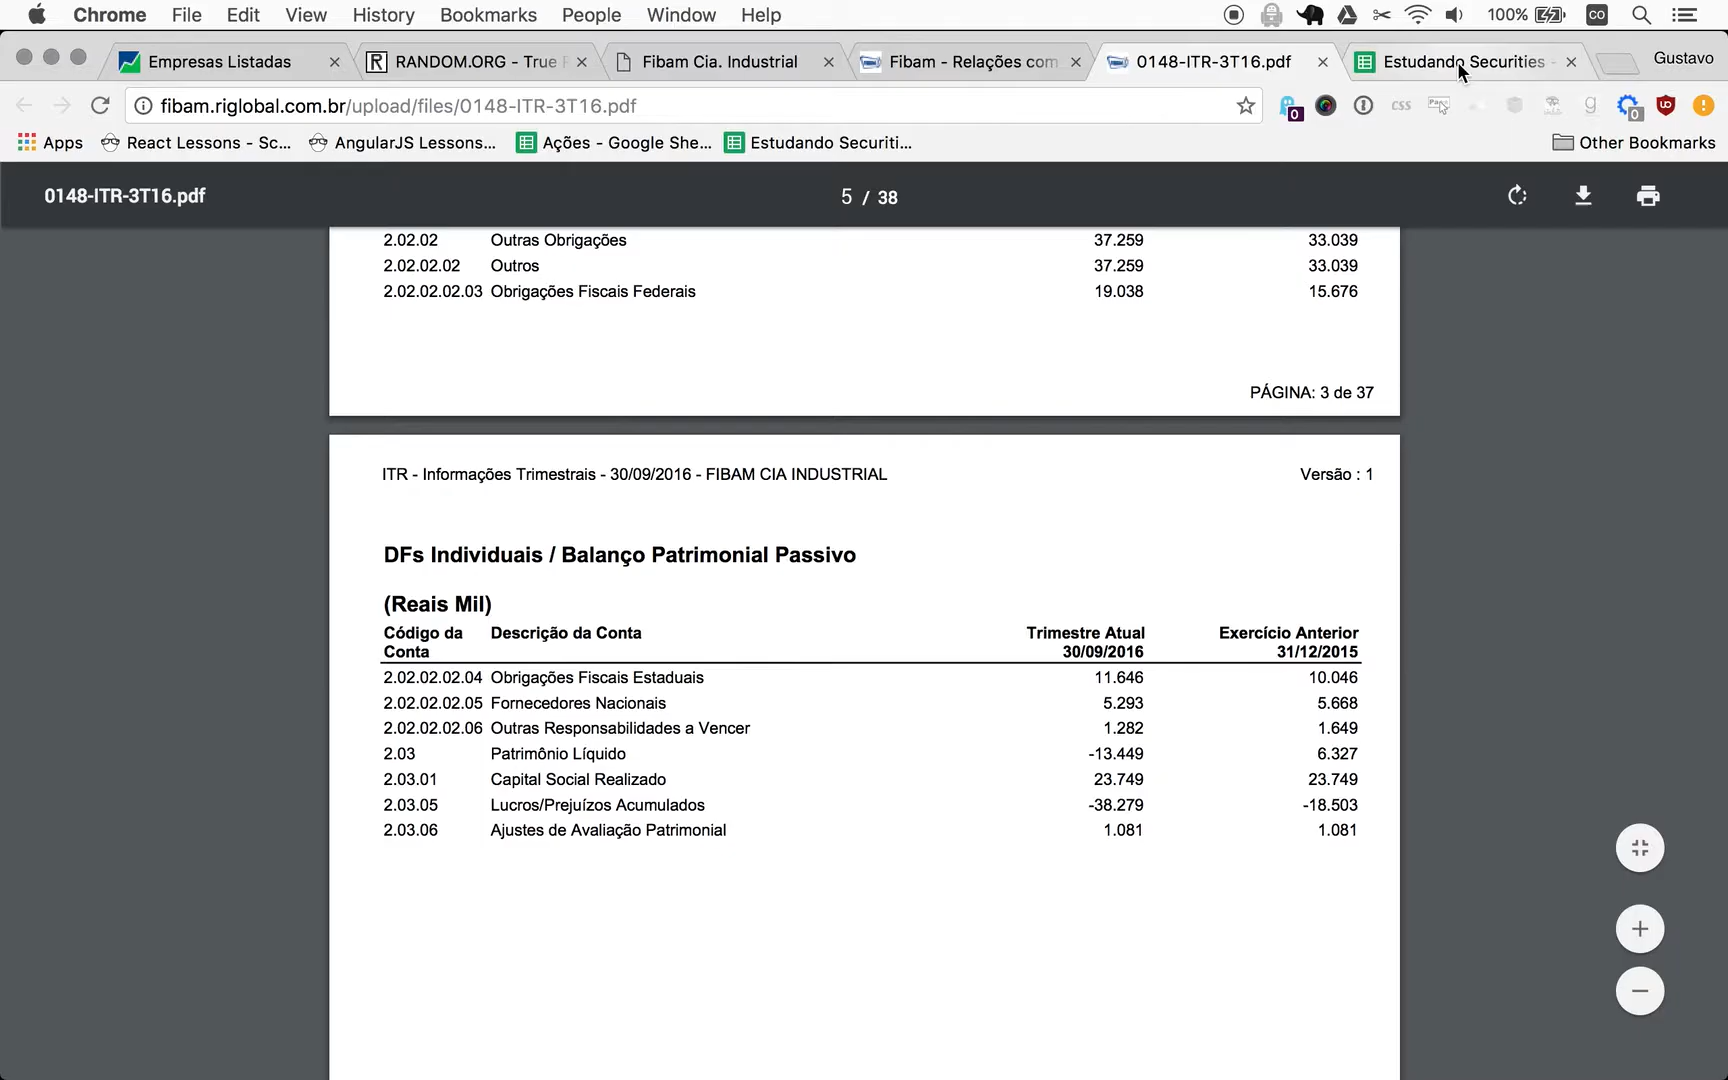 Chrome File Edit View History Bookmarks People Window Help 100% CO
Empresas Listadas
RANDOM.ORG - True
Fibam Cia. Industrial
Fibam - Relações com
0148-ITR-3T16.pdf
Estudando Securities -
Gustavo
fibam.riglobal.com.br/upload/files/0148-ITR-3T16.pdf
0 CSS g 0
Apps React Lessons - Sc... AngularJS Lessons... Ações - Google She... Estudando Securiti... Other Bookmarks
0148-ITR-3T16.pdf 5 / 38
2.02.02 Outras Obrigações 37.259 33.039
2.02.02.02 Outros 37.259 33.039
2.02.02.02.03 Obrigações Fiscais Federais 19.038 15.676
PÁGINA: 3 de 37
ITR - Informações Trimestrais - 30/09/2016 - FIBAM CIA INDUSTRIAL Versão : 1
DFs Individuais / Balanço Patrimonial Passivo
(Reais Mil)
Código da Descrição da Conta Trimestre Atual Exercício Anterior
Conta 30/09/2016 31/12/2015
2.02.02.02.04 Obrigações Fiscais Estaduais 11.646 10.046
2.02.02.02.05 Fornecedores Nacionais 5.293 5.668
2.02.02.02.06 Outras Responsabilidades a Vencer 1.282 1.649
2.03 Patrimônio Líquido -13.449 6.327
2.03.01 Capital Social Realizado 23.749 23.749
2.03.05 Lucros/Prejuízos Acumulados -38.279 -18.503
2.03.06 Ajustes de Avaliação Patrimonial 1.081 1.081